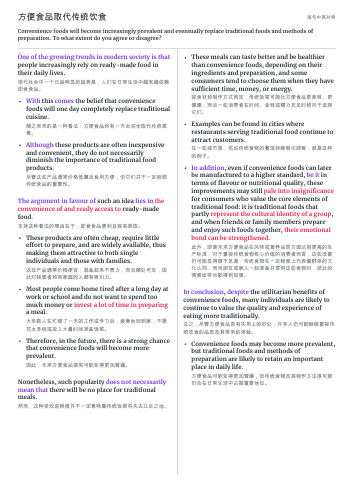 方便食品取代传统饮食
逐句中英对照
Convenience foods will become increasingly prevalent and eventually replace traditional foods and methods of
preparation. To what extent do you agree or disagree?
One of the growing trends in modern society is that
people increasingly rely on ready-made food in
their daily lives.
现代社会中一个日益明显的趋势是，人们在日常生活中越来越依赖
即食食品。
• With this comes the belief that convenience
foods will one day completely replace traditional
cuisine.
随之而来的是一种看法：方便食品终有一天会完全取代传统菜
肴。
• Although these products are often inexpensive
and convenient, they do not necessarily
diminish the importance of traditional food
products.
尽管这些产品通常价格低廉且食用方便，但它们并不一定削弱
传统食品的重要性。
The argument in favour of such an idea lies in the
convenience of and ready access to ready-made
food.
支持这种看法的理由在于，即食食品便利且容易获取。
• These products are often cheap, require little
effort to prepare, and are widely available, thus
making them attractive to both single
individuals and those with families.
这些产品通常价格便宜，准备起来不费力，而且随处可见，因
此对独居者和有家庭的人都有吸引力。
• Most people come home tired after a long day at
work or school and do not want to spend too
much money or invest a lot of time in preparing
a meal.
大多数人在忙碌了一天的工作或学习后，疲惫地回到家，不想
花太多钱或投入大量时间准备饭菜。
• Therefore, in the future, there is a strong chance
that convenience foods will become more
prevalent.
因此，未来方便食品很有可能变得更加普遍。
Nonetheless, such popularity does not necessarily
mean that there will be no place for traditional
meals.
然而，这种受欢迎程度并不一定意味着传统饭菜将失去立足之地。
• These meals can taste better and be healthier
than convenience foods, depending on their
ingredients and preparation, and some
consumers tend to choose them when they have
sufficient time, money, or energy.
视食材和制作方式而定，传统饭菜可能比方便食品更美味、更
健康，而且一些消费者在时间、金钱或精力充足时倾向于选择
它们。
• Examples can be found in cities where
restaurants serving traditional food continue to
attract customers.
在一些城市里，供应传统食物的餐馆持续吸引顾客，就是这样
的例子。
• In addition, even if convenience foods can later
be manufactured to a higher standard, be it in
terms of flavour or nutritional quality, these
improvements may still pale into insignificance
for consumers who value the core elements of
traditional food: it is traditional foods that
partly represent the cultural identity of a group,
and when friends or family members prepare
and enjoy such foods together, their emotional
bond can be strengthened.
此外，即便未来方便食品在风味或营养品质方面达到更高的生
产标准，对于重视传统食物核心价值的消费者而言，这些改善
仍可能显得微不足道：传统食物在一定程度上代表着群体的文
化认同，而当朋友或家人一起准备并享用这些食物时，彼此的
情感纽带也能得到加强。
In conclusion, despite the utilitarian benefits of
convenience foods, many individuals are likely to
continue to value the quality and experience of
eating more traditionally.
总之，尽管方便食品具有实用上的好处，许多人仍可能继续重视传
统饮食的品质及其带来的体验。
• Convenience foods may become more prevalent,
but traditional foods and methods of
preparation are likely to retain an important
place in daily life.
方便食品可能变得更加普遍，但传统食物及其制作方法很可能
仍会在日常生活中占据重要地位。